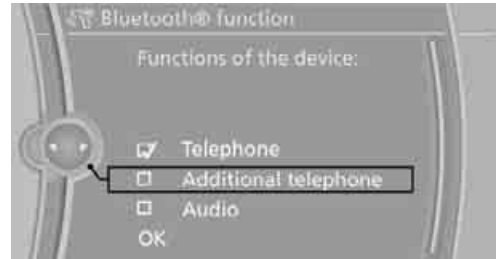 Bluetooth® function
Functions of the device:
Telephone
Additional telephone
Audio
OK